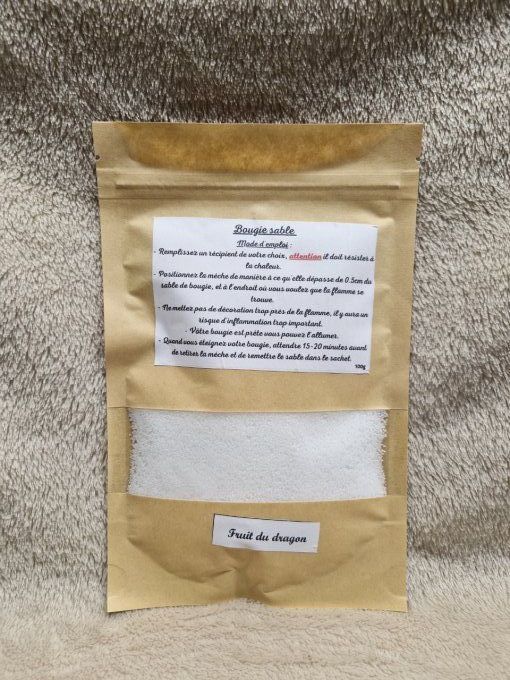 Bougie sable
Mode d'emploi :
- Remplissez un récipient de votre choix, attention il doit résister à
la chaleur.
- Positionnez la mèche de manière à ce qu'elle dépasse de 0.5cm du
sable de bougie, et à l'endroit où vous voulez que la flamme se
trouve.
- Ne mettez pas de décoration trop près de la flamme, il y aura un
risque d'inflammation trop important.
- Vôtre bougie est prête vous pouvez l'allumer.
- Quand vous éteignez votre bougie, attendre 15-20 minutes avant
de retirer la mèche et de remettre le sable dans le sachet.
100g
Fruit du dragon